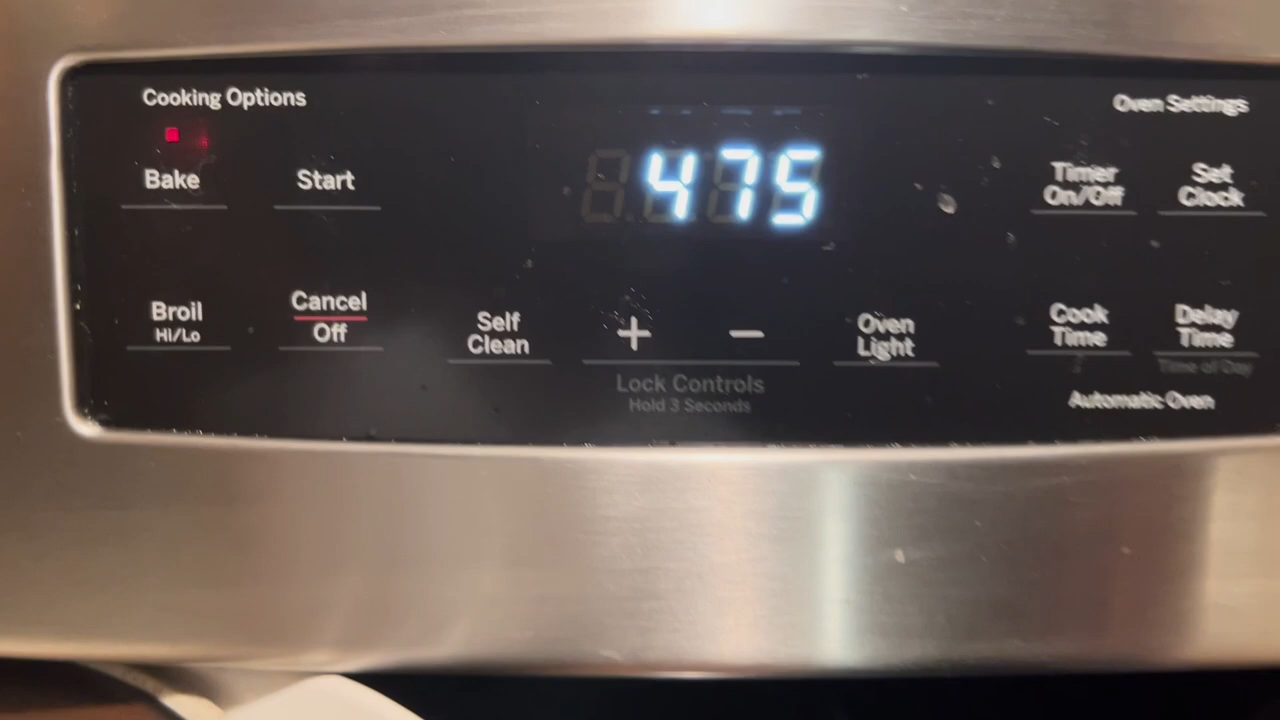 Cooking Options
Oven Settings
475
Bake
Start
Timer
On/Off
Set
Clock
Broil
Hi/Lo
Cancel
Off
Self
Clean
+
−
Oven
Light
Cook
Time
Delay
Time
Time of Day
Lock Controls
Hold 3 Seconds
Automatic Oven